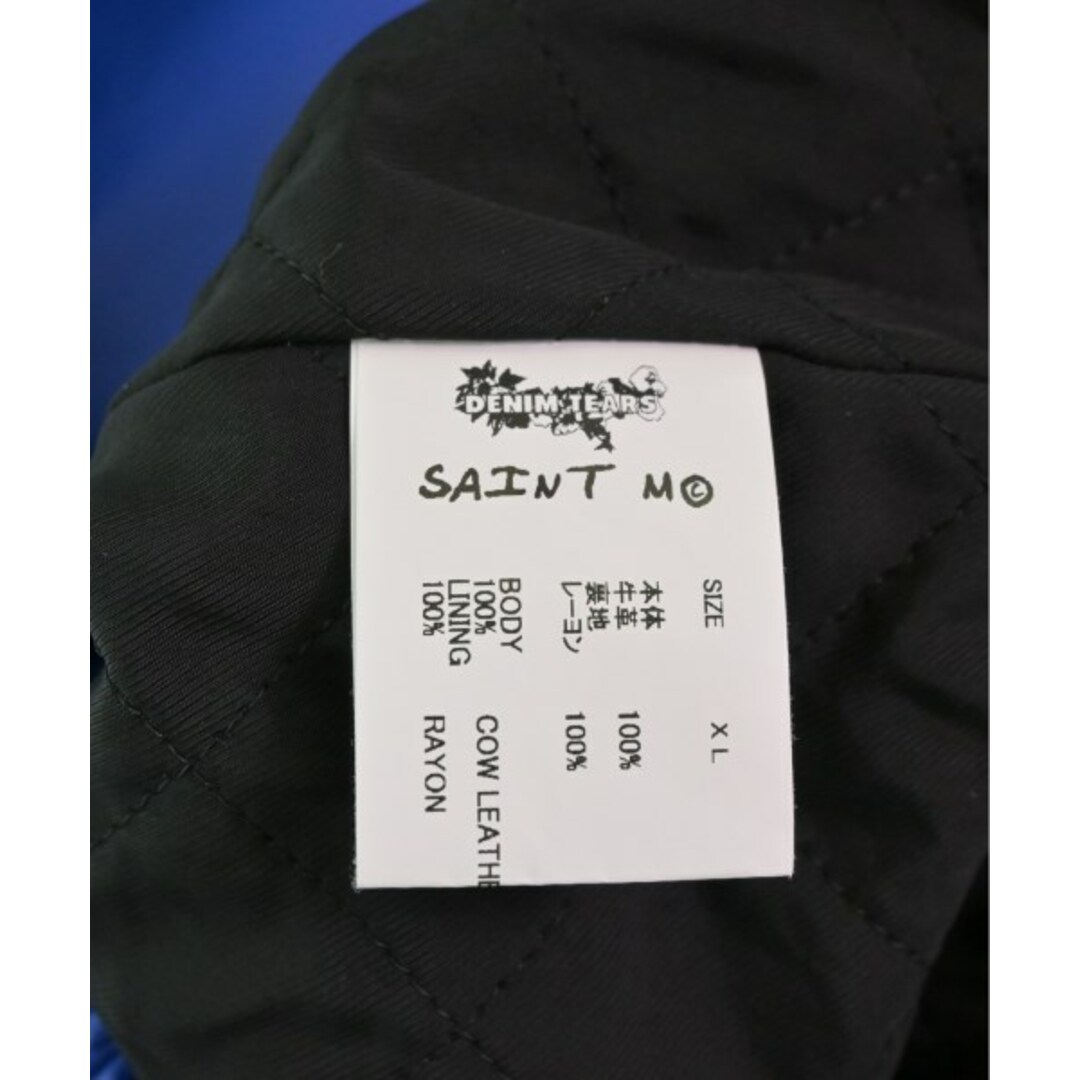 DENIM TEARS
SAINT M©
SIZE XL
本体
牛革 100%
裏地
レーヨン 100%
BODY
100% COW LEATHE
LINING
100% RAYON